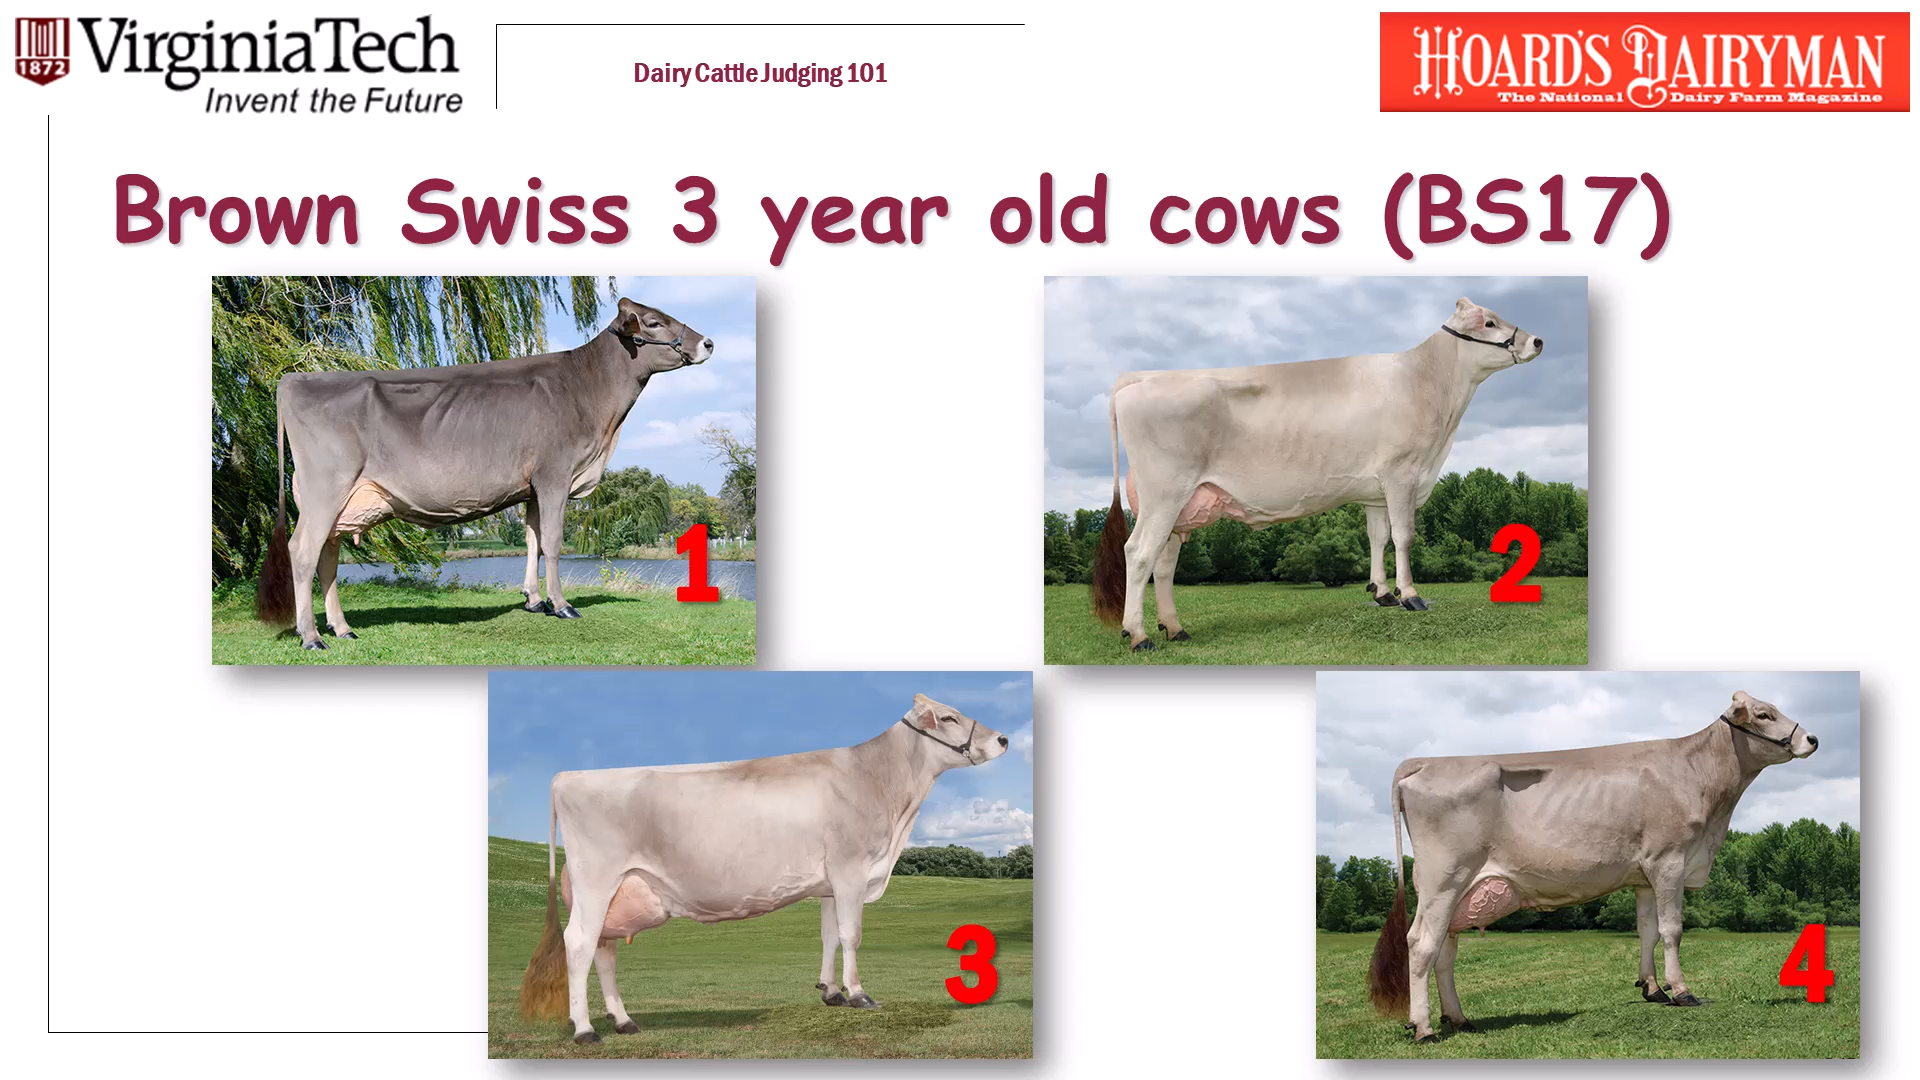 VirginiaTech
1872
Invent the Future
Dairy Cattle Judging 101
HOARD'S DAIRYMAN
The National Dairy Farm Magazine
Brown Swiss 3 year old cows (BS17)
1
2
3
4